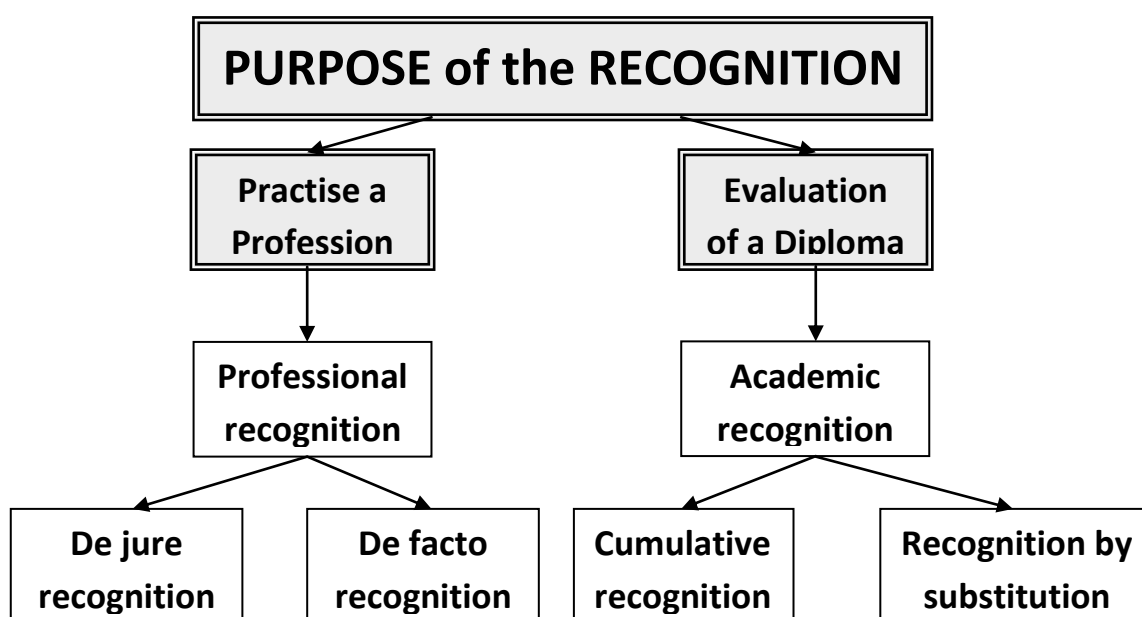 PURPOSE of the RECOGNITION
Practise a
Profession
Evaluation
of a Diploma
Professional
recognition
Academic
recognition
De jure
recognition
De facto
recognition
Cumulative
recognition
Recognition by
substitution